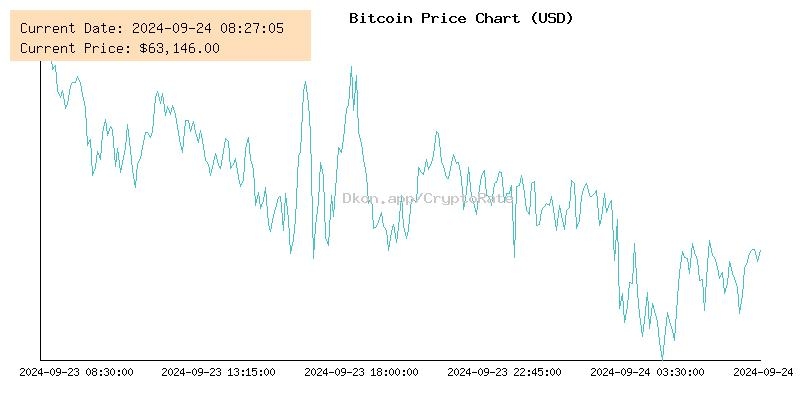 Bitcoin Price Chart (USD)
Current Date: 2024-09-24 08:27:05
Current Price: $63,146.00
Dkon.app/CryptoRate
2024-09-23 08:30:00 2024-09-23 13:15:00 2024-09-23 18:00:00 2024-09-23 22:45:00 2024-09-24 03:30:00 2024-09-24